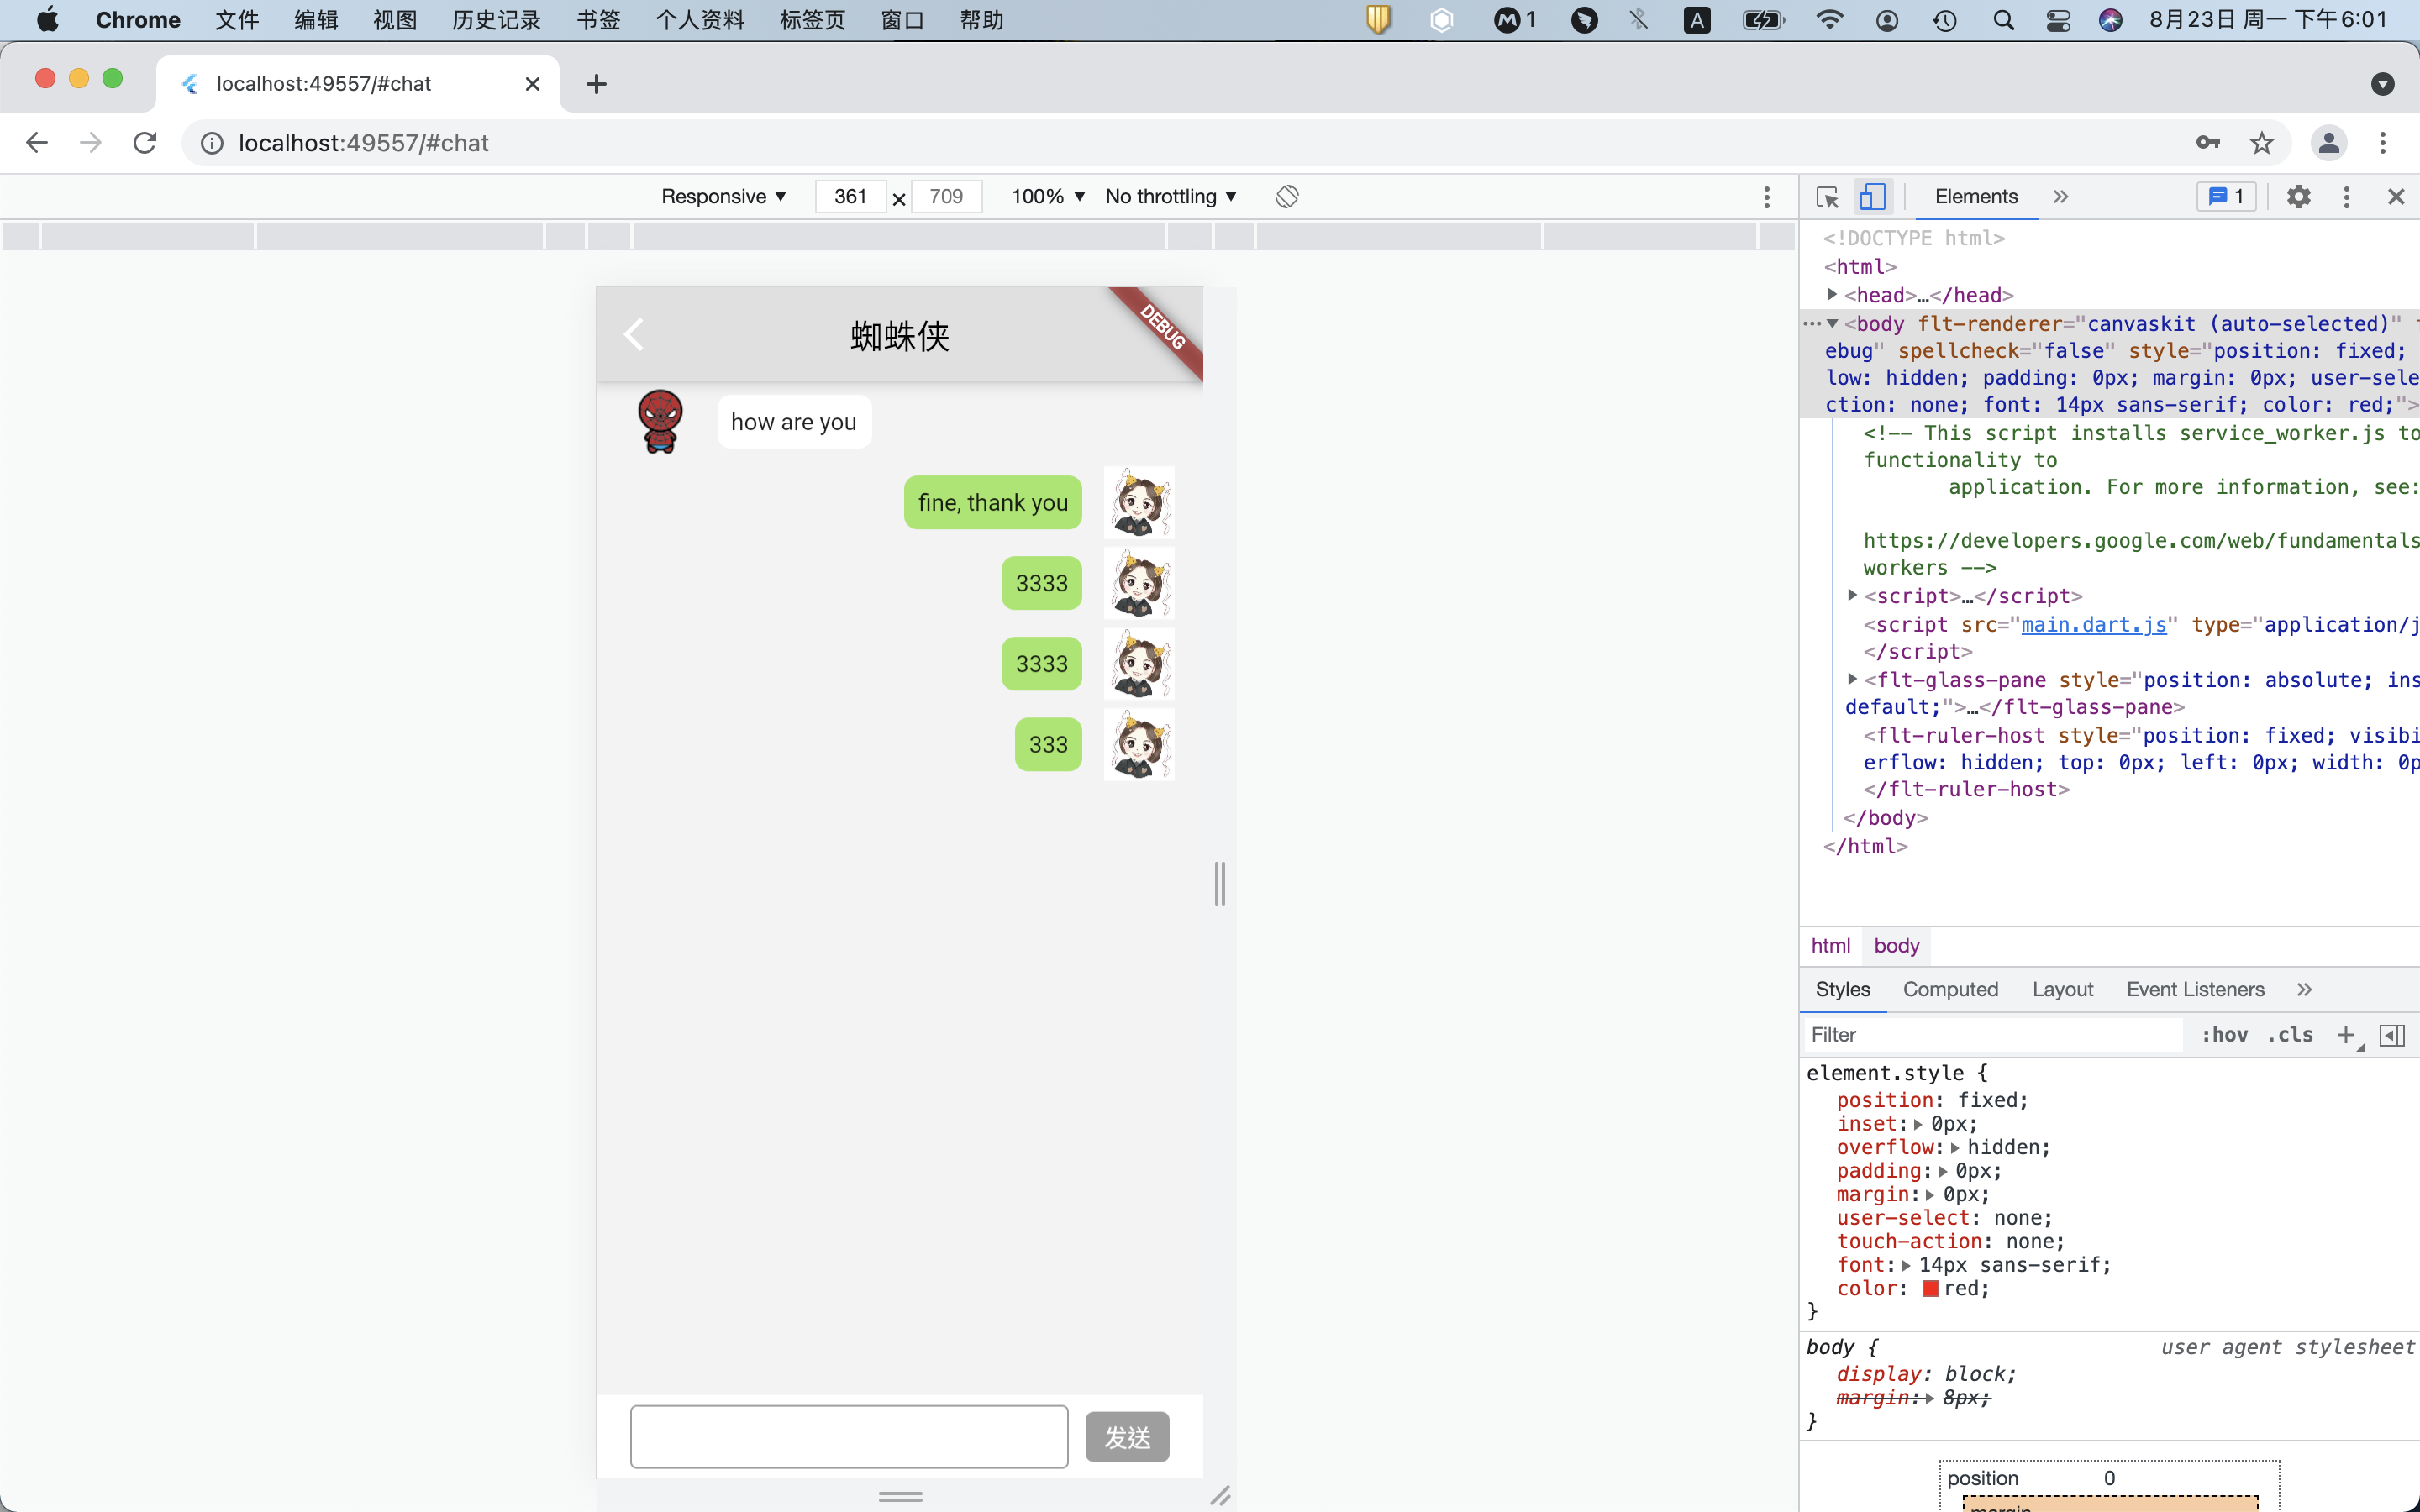 Chrome 文件 编辑 视图 历史记录 书签 个人资料 标签页 窗口 帮助 1 A 8月23日 周一 下午6:01
localhost:49557/#chat
localhost:49557/#chat
Responsive 361 × 709 100% No throttling
Elements 1
蜘蛛侠
DEBUG
how are you
fine, thank you
3333
3333
333
发送
<!DOCTYPE html>
<html>
<head>…</head>
<body flt-renderer="canvaskit (auto-selected)"
ebug" spellcheck="false" style="position: fixed;
low: hidden; padding: 0px; margin: 0px; user-sele
ction: none; font: 14px sans-serif; color: red;">
<!-- This script installs service_worker.js to
functionality to
application. For more information, see:
https://developers.google.com/web/fundamentals
workers -->
<script>…</script>
<script src="main.dart.js" type="application/j
</script>
<flt-glass-pane style="position: absolute; ins
default;">…</flt-glass-pane>
<flt-ruler-host style="position: fixed; visibi
erflow: hidden; top: 0px; left: 0px; width: 0p
</flt-ruler-host>
</body>
</html>
html body
Styles Computed Layout Event Listeners
Filter :hov .cls
element.style {
position: fixed;
inset: 0px;
overflow: hidden;
padding: 0px;
margin: 0px;
user-select: none;
touch-action: none;
font: 14px sans-serif;
color: red;
}
body { user agent stylesheet
display: block;
margin: 8px;
}
position 0